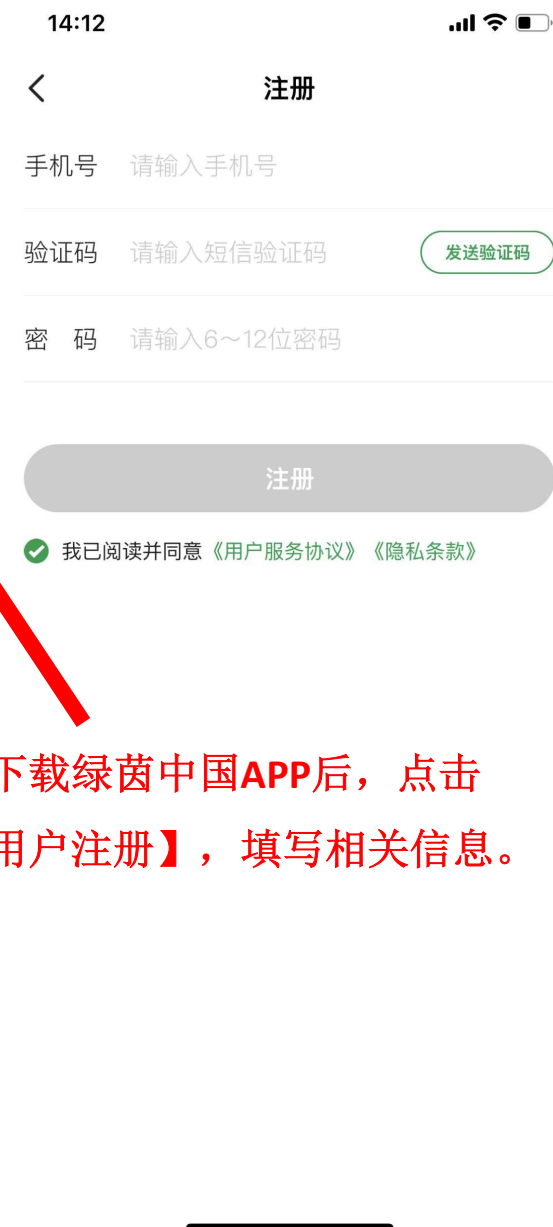 14:12
注册
手机号 请输入手机号
验证码 请输入短信验证码 发送验证码
密 码 请输入6～12位密码
注册
我已阅读并同意《用户服务协议》《隐私条款》
下载绿茵中国APP后，点击
用户注册】，填写相关信息。